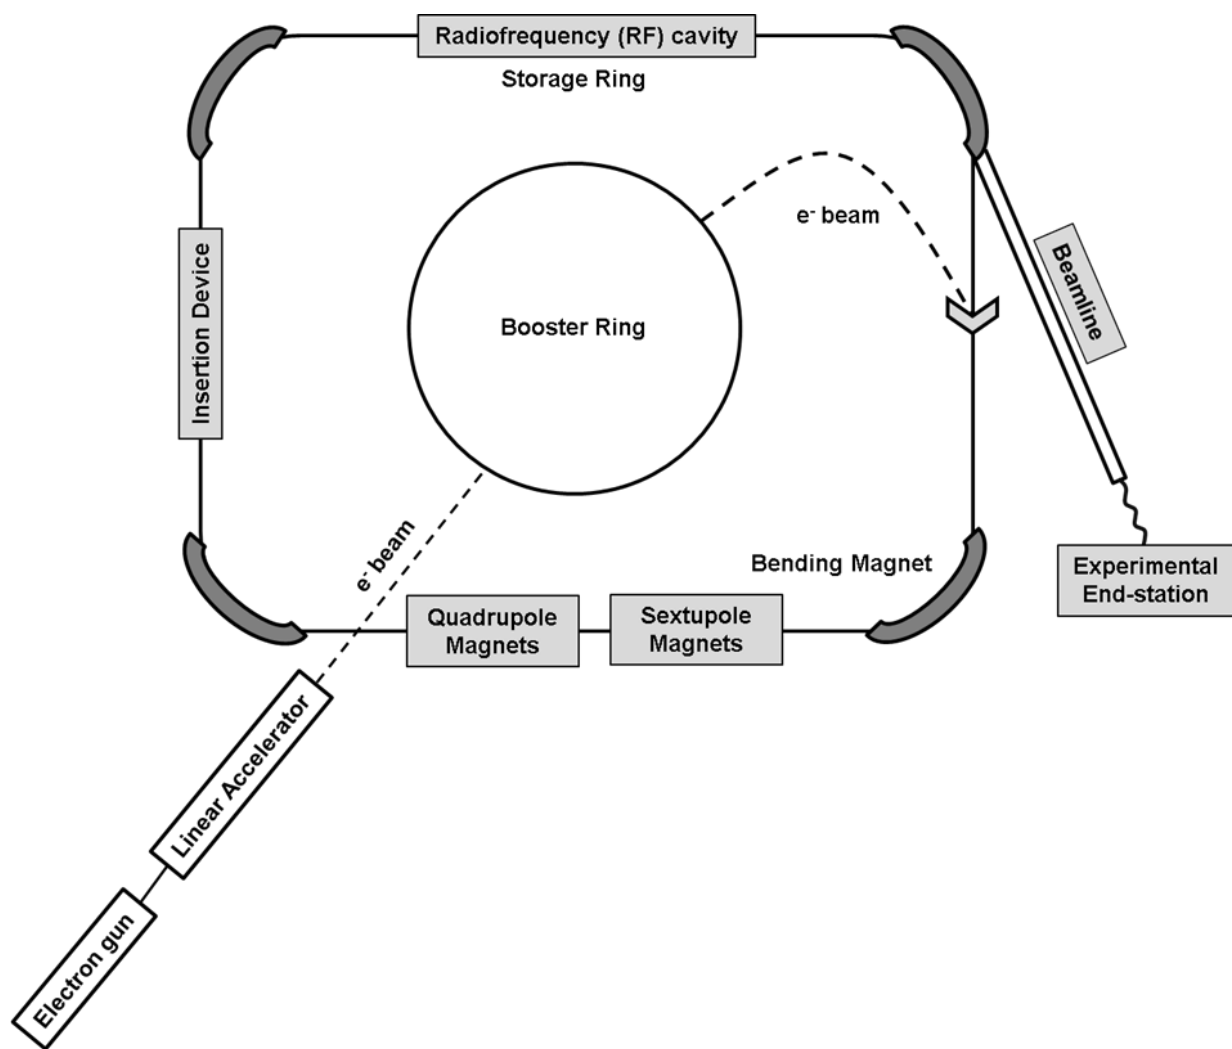 Radiofrequency (RF) cavity
Storage Ring
e- beam
Beamline
Insertion Device
Booster Ring
e- beam
Bending Magnet
Experimental
End-station
Quadrupole
Magnets
Sextupole
Magnets
Linear Accelerator
Electron gun